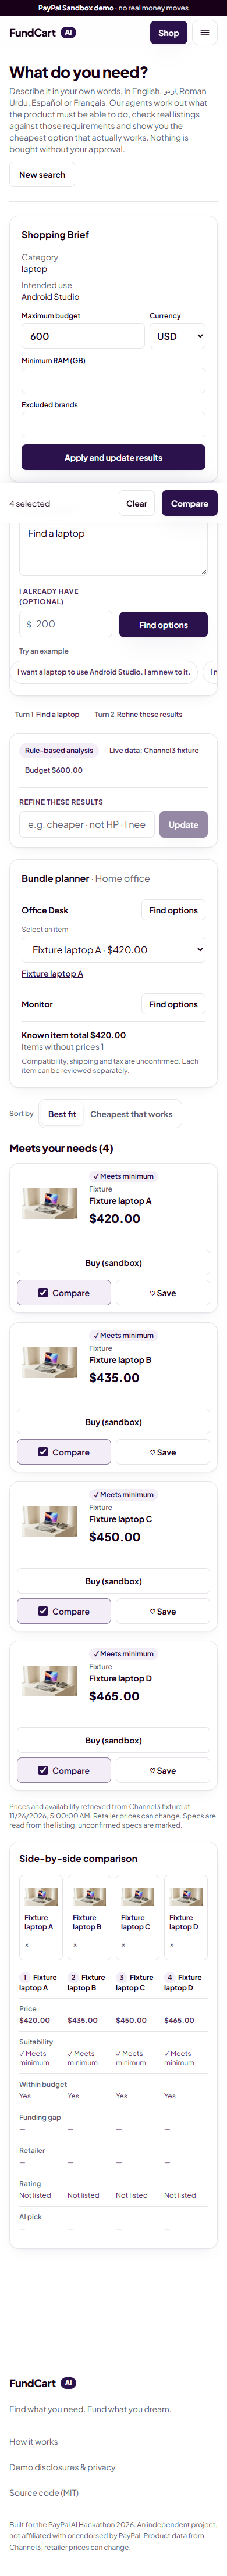 PayPal Sandbox demo · no real money moves
FundCart AI
Shop
What do you need?
Describe it in your own words, in English, اردو, Roman
Urdu, Español or Français. Our agents work out what
the product must be able to do, check real listings
against those requirements and show you the
cheapest option that actually works. Nothing is
bought without your approval.
New search
Shopping Brief
Category
laptop
Intended use
Android Studio
Maximum budget
Currency
600
USD
Minimum RAM (GB)
Excluded brands
Apply and update results
4 selected
Clear
Compare
Find a laptop
I ALREADY HAVE
(OPTIONAL)
$ 200
Find options
Try an example
I want a laptop to use Android Studio. I am new to it.
Turn 1 Find a laptop
Turn 2 Refine these results
Rule-based analysis
Live data: Channel3 fixture
Budget $600.00
REFINE THESE RESULTS
e.g. cheaper · not HP · I nee
Update
Bundle planner · Home office
Office Desk
Find options
Select an item
Fixture laptop A · $420.00
Fixture laptop A
Monitor
Find options
Known item total $420.00
Items without prices 1
Compatibility, shipping and tax are unconfirmed. Each
item can be reviewed separately.
Sort by
Best fit
Cheapest that works
Meets your needs (4)
✓ Meets minimum
Fixture
Fixture laptop A
$420.00
Buy (sandbox)
Compare
♡ Save
✓ Meets minimum
Fixture
Fixture laptop B
$435.00
Buy (sandbox)
Compare
♡ Save
✓ Meets minimum
Fixture
Fixture laptop C
$450.00
Buy (sandbox)
Compare
♡ Save
✓ Meets minimum
Fixture
Fixture laptop D
$465.00
Buy (sandbox)
Compare
♡ Save
Prices and availability retrieved from Channel3 fixture at
11/26/2026, 5:00:00 AM. Retailer prices can change. Specs are
read from the listing; unconfirmed specs are marked.
Side-by-side comparison
Fixture laptop A
Fixture laptop B
Fixture laptop C
Fixture laptop D
× × × ×
1 Fixture laptop A
2 Fixture laptop B
3 Fixture laptop C
4 Fixture laptop D
Price
$420.00 $435.00 $450.00 $465.00
Suitability
✓ Meets minimum ✓ Meets minimum ✓ Meets minimum ✓ Meets minimum
Within budget
Yes Yes Yes Yes
Funding gap
— — — —
Retailer
— — — —
Rating
Not listed Not listed Not listed Not listed
AI pick
— — — —
FundCart AI
Find what you need. Fund what you dream.
How it works
Demo disclosures & privacy
Source code (MIT)
Built for the PayPal AI Hackathon 2026. An independent project,
not affiliated with or endorsed by PayPal. Product data from
Channel3; retailer prices can change.